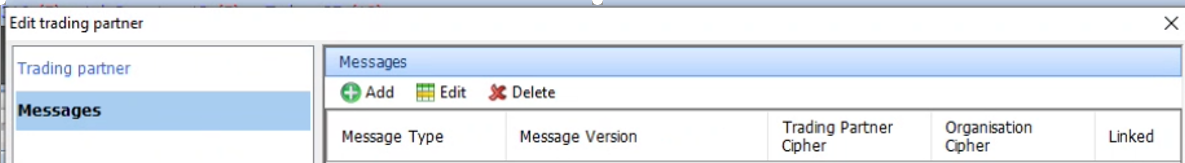 Edit trading partner
Trading partner
Messages
Messages
Add Edit Delete
Message Type Message Version Trading Partner Cipher Organisation Cipher Linked